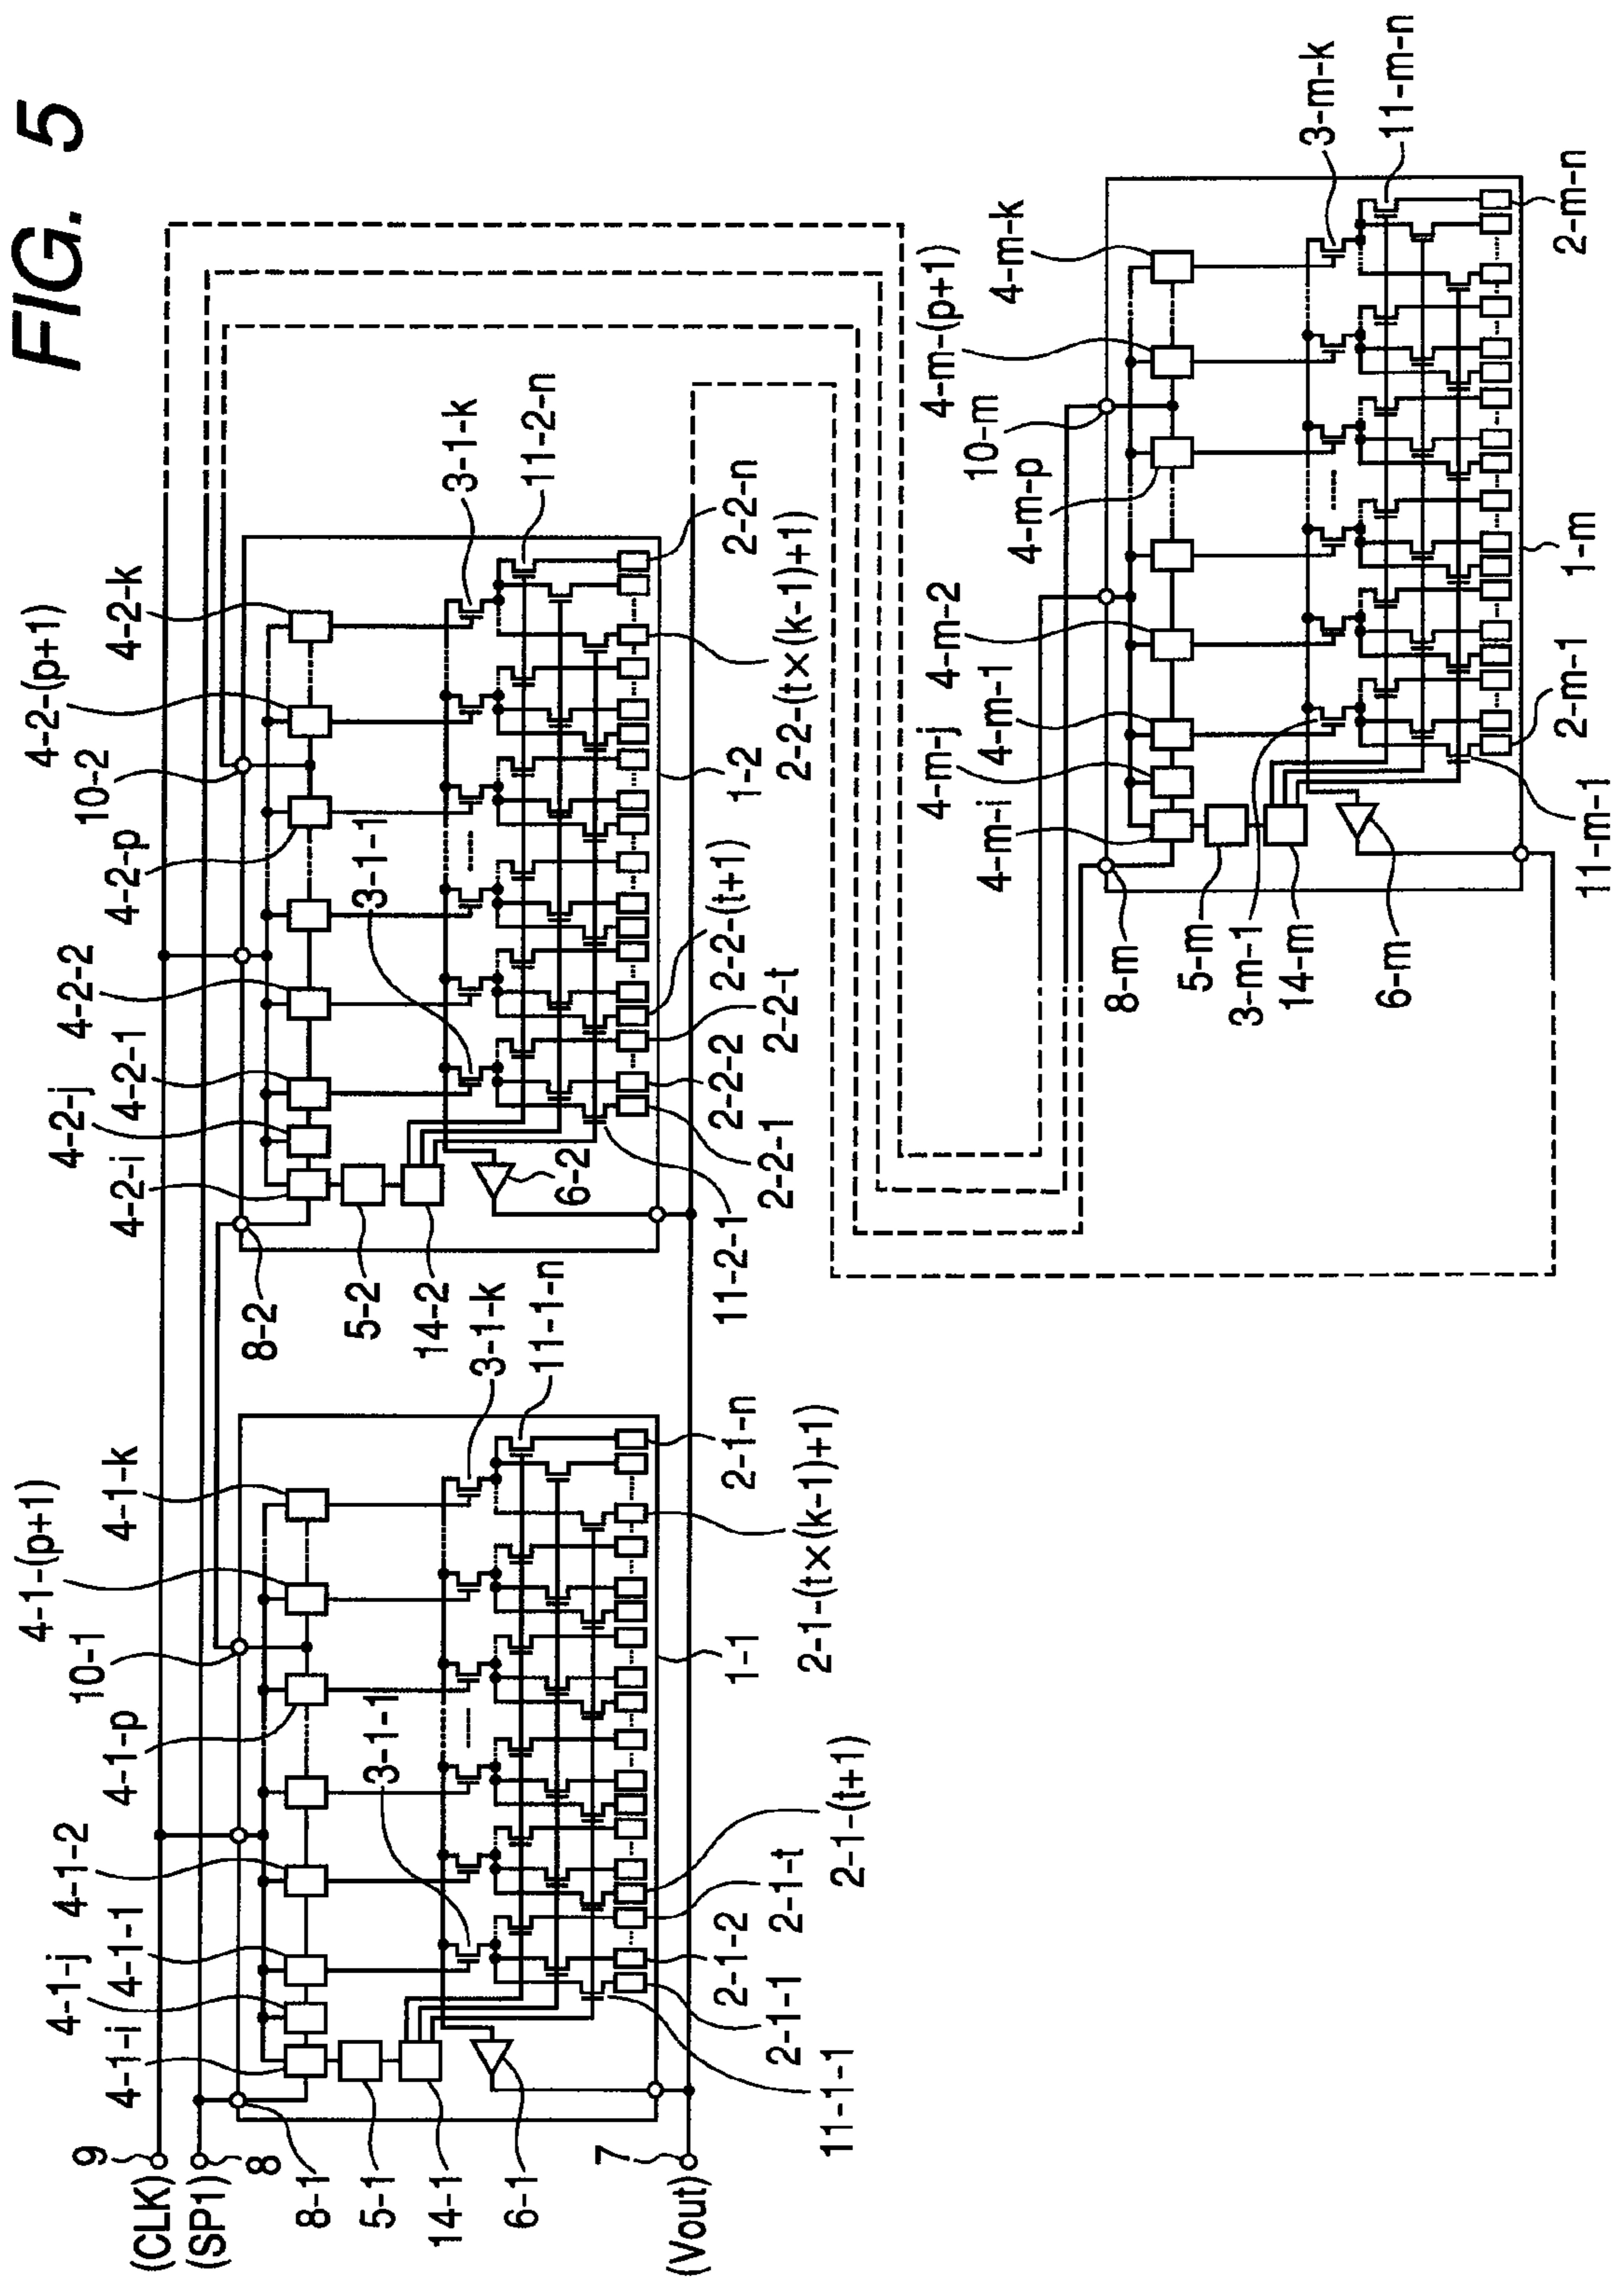 FIG. 5
9
(CLK)
(SP1)
8
8-1
5-1
14-1
6-1
7
(Vout)
4-1-i
4-1-j
4-1-1
4-1-2
4-1-p
10-1
4-1-(p+1)
4-1-k
3-1-1
3-1-k
11-1-n
11-1-1
2-1-1
2-1-2
2-1-t
2-1-(t+1)
1-1
2-1-(t×(k-1)+1)
2-1-n
8-2
5-2
14-2
6-2
4-2-i
4-2-j
4-2-1
4-2-2
4-2-p
10-2
4-2-(p+1)
4-2-k
3-1-1
3-1-k
11-2-n
11-2-1
2-2-1
2-2-2
2-2-t
2-2-(t+1)
1-2
2-2-(t×(k-1)+1)
2-2-n
4-m-i
4-m-j
4-m-1
4-m-2
4-m-p
10-m
4-m-(p+1)
4-m-k
3-m-k
11-m-n
8-m
5-m
3-m-1
14-m
6-m
11-m-1
2-m-1
1-m
2-m-n